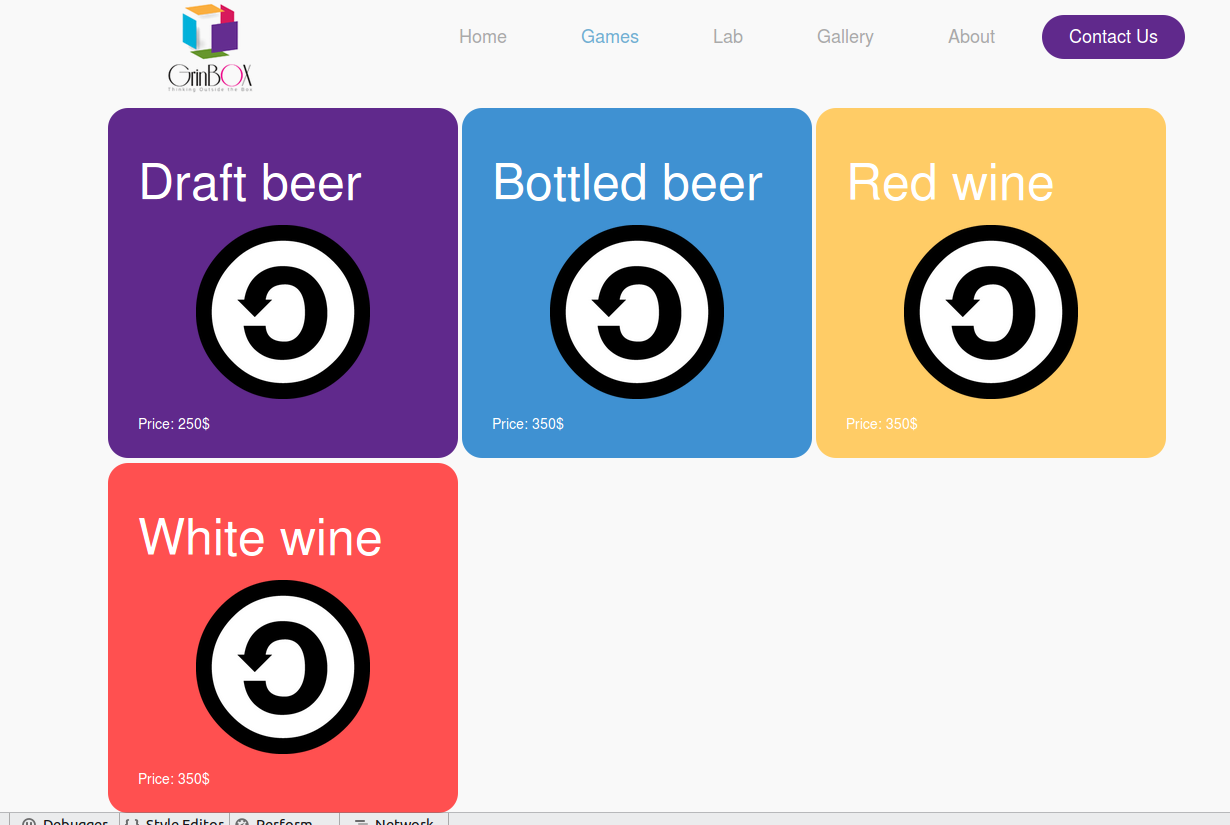 Home Games Lab Gallery About Contact Us
GrinBOX
Thinking Outside the Box
Draft beer Bottled beer Red wine
Price: 250$ Price: 350$ Price: 350$
White wine
Price: 350$
Debugger Style Editor Perform Network